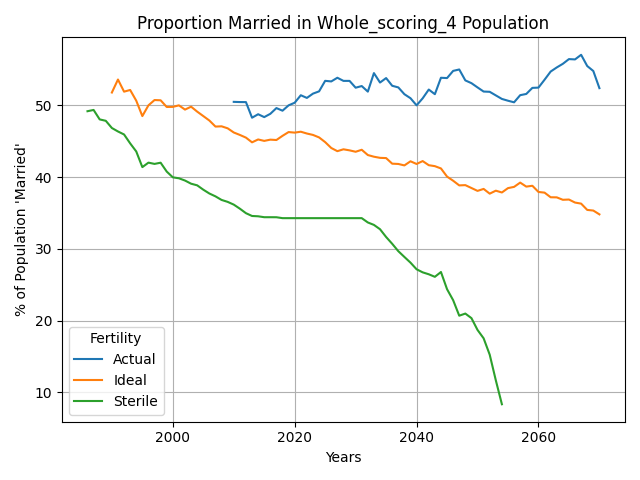 Proportion Married in Whole_scoring_4 Population
% of Population 'Married'
50
40
30
20
10
Fertility
Actual
Ideal
Sterile
2000
2020
2040
2060
Years